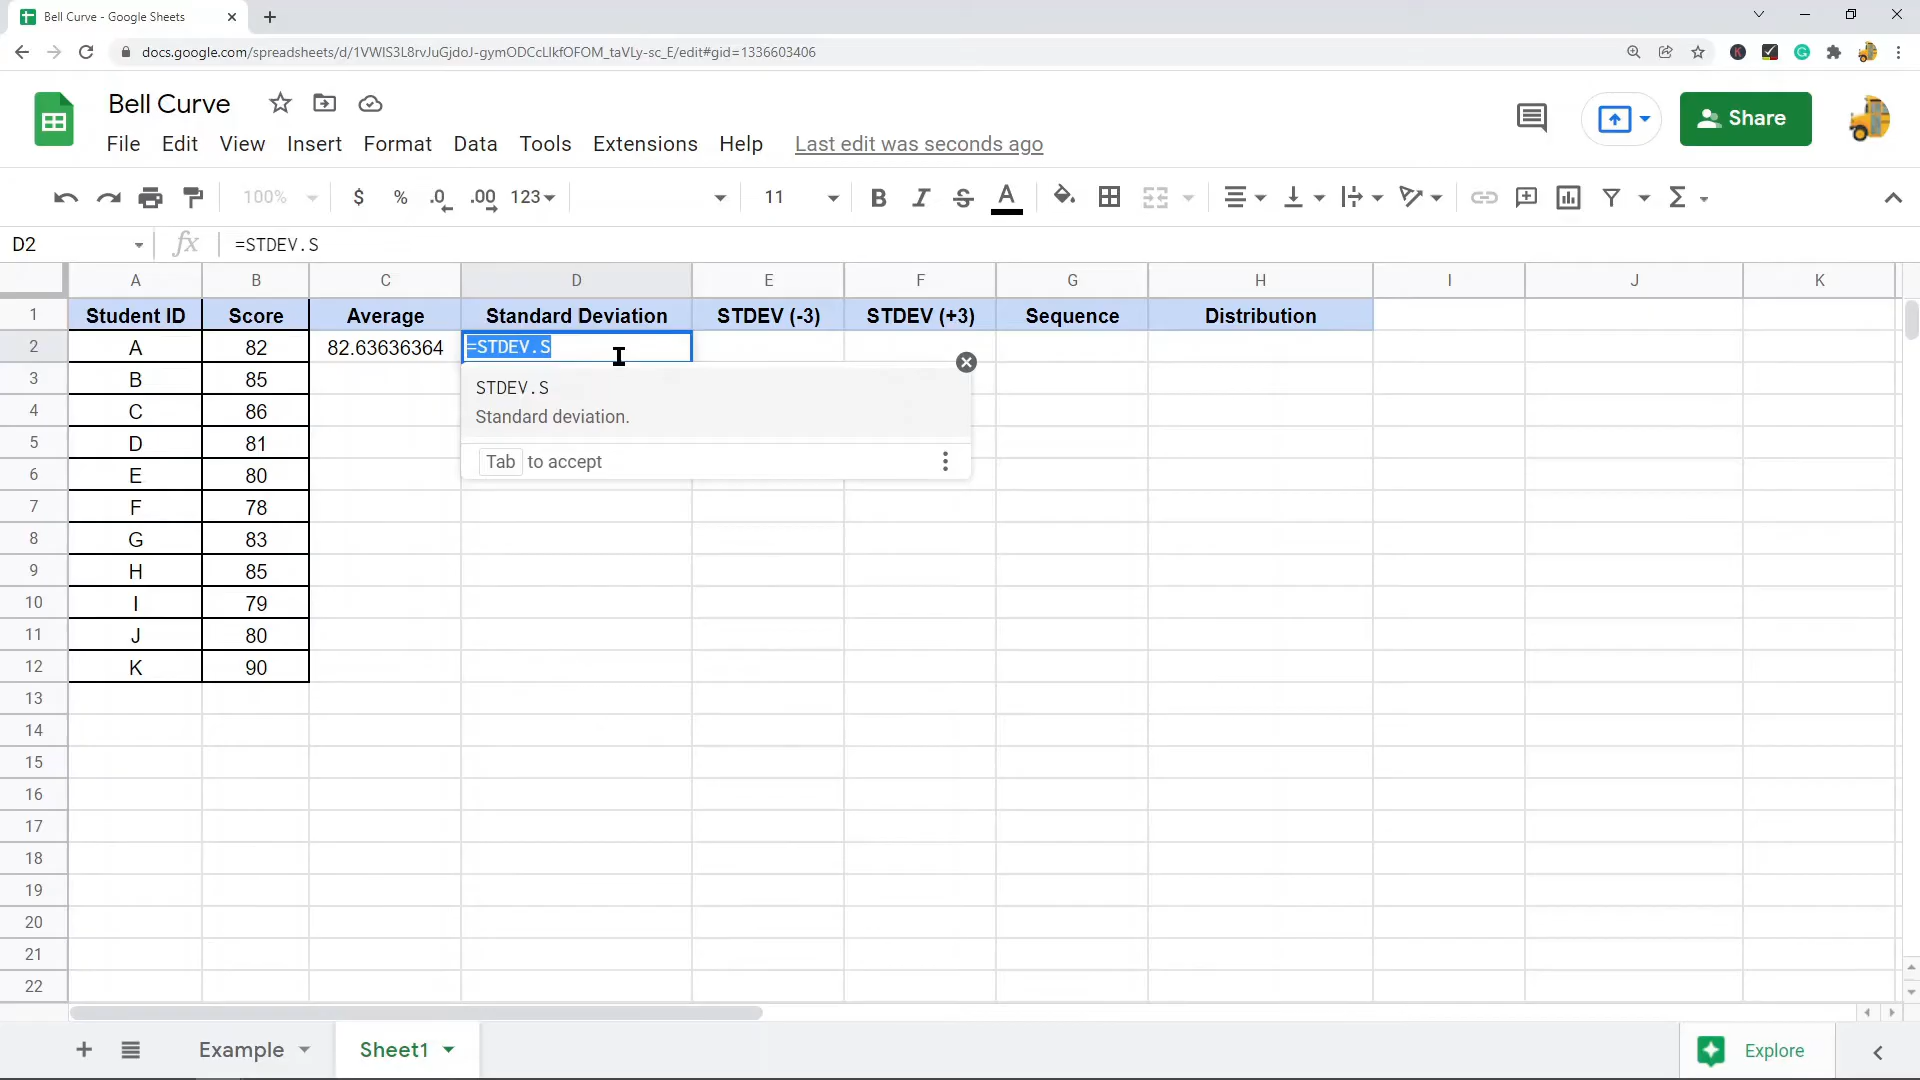 Bell Curve - Google Sheets
docs.google.com/spreadsheets/d/1VWIS3L8rvJuGjdoJ-gymODCcLIkfOFOM_taVLy-sc_E/edit#gid=1336603406
Bell Curve
File Edit View Insert Format Data Tools Extensions Help Last edit was seconds ago
Share
100% $ % .0 .00 123 11 B I S A Σ
D2 fx =STDEV.S
A B C D E F G H I J K
1 Student ID Score Average Standard Deviation STDEV (-3) STDEV (+3) Sequence Distribution
2 A 82 82.63636364 =STDEV.S
3 B 85
STDEV.S
4 C 86
Standard deviation.
5 D 81
Tab to accept
6 E 80
7 F 78
8 G 83
9 H 85
10 I 79
11 J 80
12 K 90
13
14
15
16
17
18
19
20
21
22
Example Sheet1 Explore